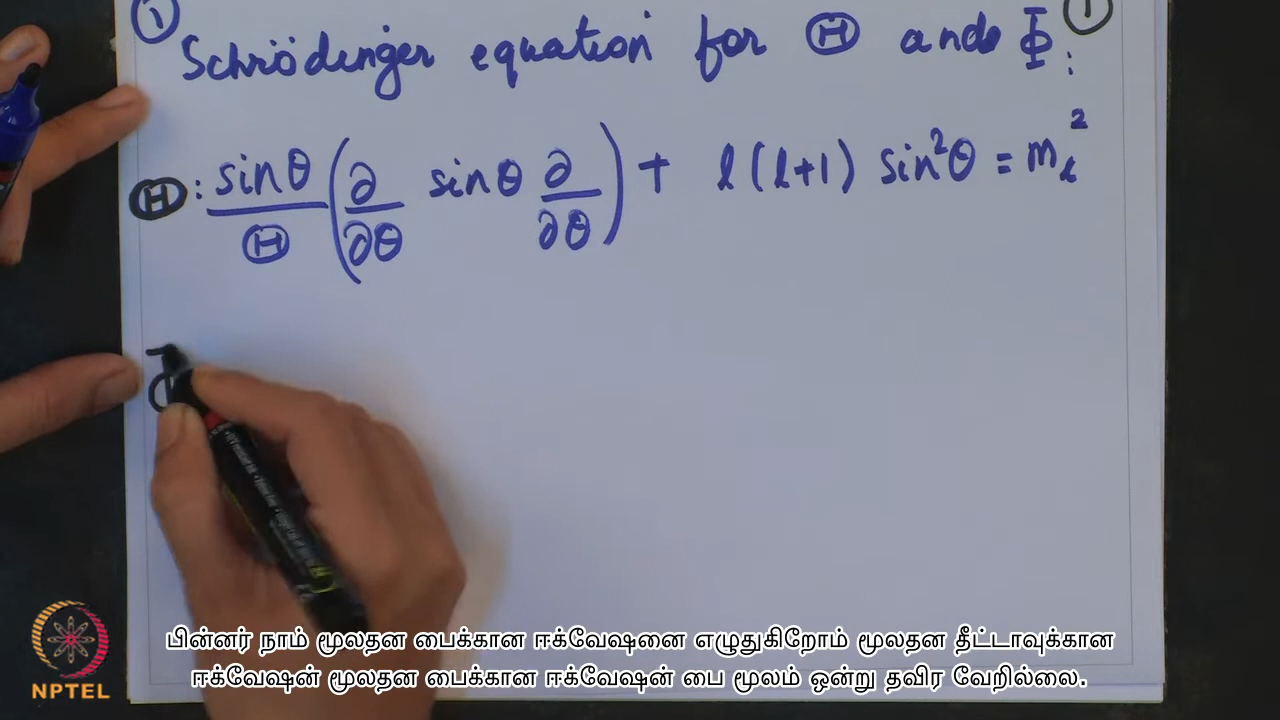 ① ①
Schrödinger equation for Ⓗ and Φ:
Ⓗ: sinθ/Ⓗ (∂/∂θ sinθ ∂/∂θ) + l(l+1) sin²θ = m_l²
பின்னர் நாம் மூலதன பைக்கான ஈக்வேஷனை எழுதுகிறோம் மூலதன தீட்டாவுக்கான
ஈக்வேஷன் மூலதன பைக்கான ஈக்வேஷன் பை மூலம் ஒன்று தவிர வேறில்லை.
NPTEL